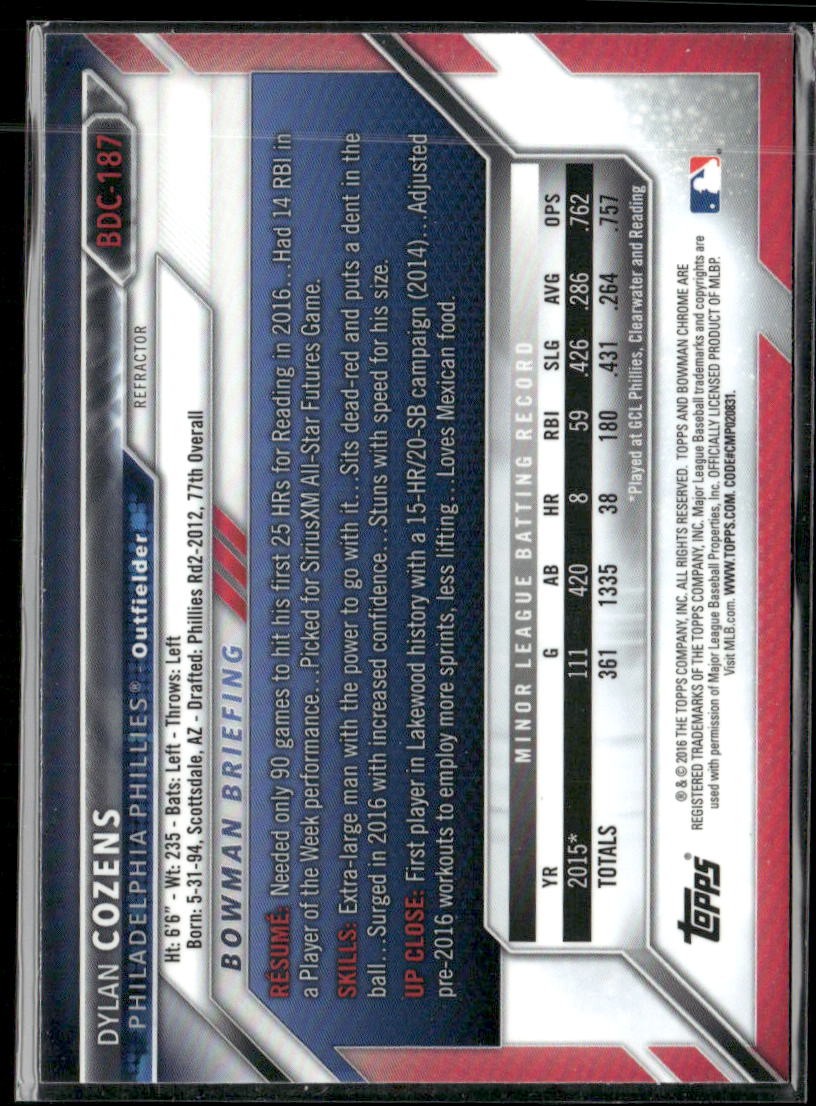 DYLAN COZENS
BDC-187
PHILADELPHIA PHILLIES® - Outfielder
REFRACTOR
Ht: 6'6" - Wt: 235 - Bats: Left - Throws: Left
Born: 5-31-94, Scottsdale, AZ - Drafted: Phillies Rd2-2012, 77th Overall
BOWMAN BRIEFING
RÉSUMÉ: Needed only 90 games to hit his first 25 HRs for Reading in 2016...Had 14 RBI in
a Player of the Week performance...Picked for SiriusXM All-Star Futures Game.
SKILLS: Extra-large man with the power to go with it...Sits dead-red and puts a dent in the
ball...Surged in 2016 with increased confidence...Stuns with speed for his size.
UP CLOSE: First player in Lakewood history with a 15-HR/20-SB campaign (2014)...Adjusted
pre-2016 workouts to employ more sprints, less lifting...Loves Mexican food.
MINOR LEAGUE BATTING RECORD
YR G AB HR RBI SLG AVG OPS
2015* 111 420 8 59 .426 .286 .762
TOTALS 361 1335 38 180 .431 .264 .757
*Played at GCL Phillies, Clearwater and Reading
topps®
® & © 2016 THE TOPPS COMPANY, INC. ALL RIGHTS RESERVED. TOPPS AND BOWMAN CHROME ARE
REGISTERED TRADEMARKS OF THE TOPPS COMPANY, INC. Major League Baseball trademarks and copyrights are
used with permission of Major League Baseball Properties, Inc. OFFICIALLY LICENSED PRODUCT OF MLBP.
Visit MLB.com. WWW.TOPPS.COM. CODE#CMP020831.